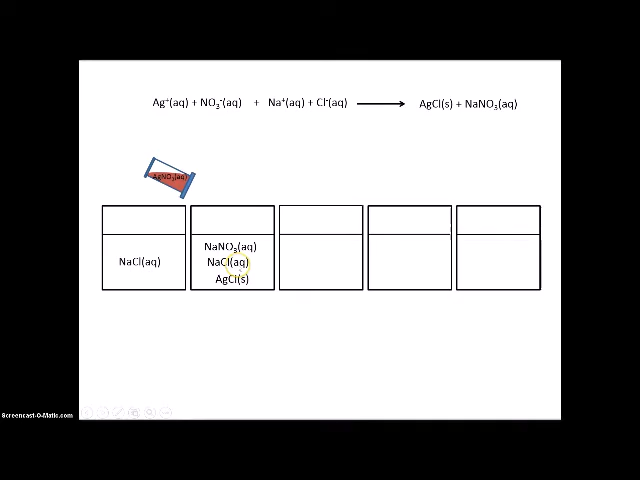 Ag⁺(aq) + NO₃⁻(aq) + Na⁺(aq) + Cl⁻(aq) ⟶ AgCl(s) + NaNO₃(aq)
AgNO₃(aq)
NaCl(aq)
NaNO₃(aq)
NaCl(aq)
AgCl(s)
Screencast-O-Matic.com